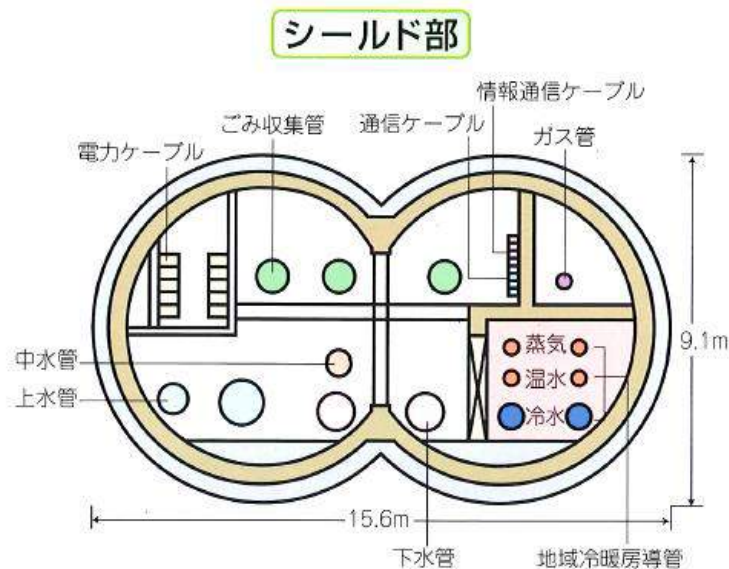 シールド部
情報通信ケーブル
ごみ収集管
通信ケーブル
ガス管
電力ケーブル
9.1m
蒸気
中水管
温水
上水管
冷水
15.6m
下水管
地域冷暖房導管